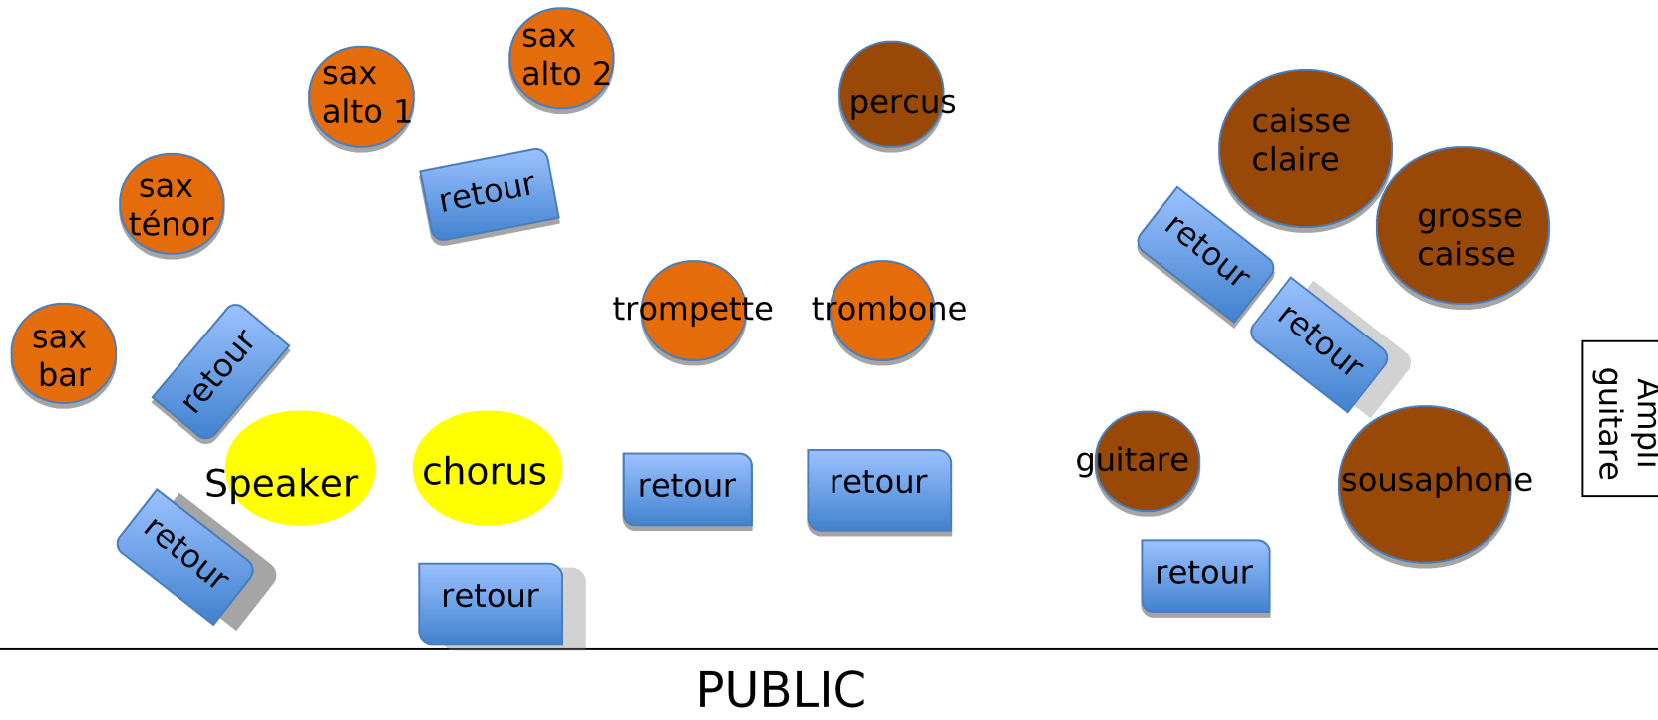 sax
alto 1
sax
alto 2
percus
caisse
claire
grosse
caisse
sax
ténor
retour
retour
retour
trompette
trombone
sax
bar
retour
Ampli
guitare
Speaker
chorus
retour
retour
guitare
sousaphone
retour
retour
retour
PUBLIC